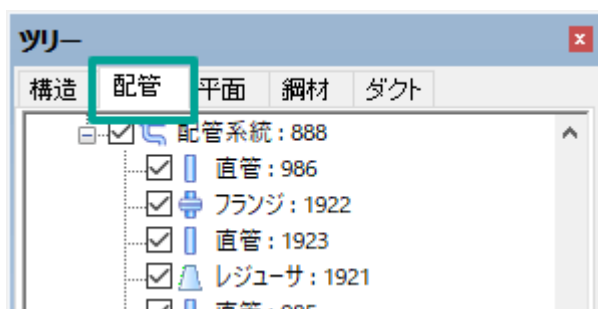 ツリー
構造 配管 平面 鋼材 ダクト
配管系統 : 888
直管 : 986
フランジ : 1922
直管 : 1923
レジューサ : 1921